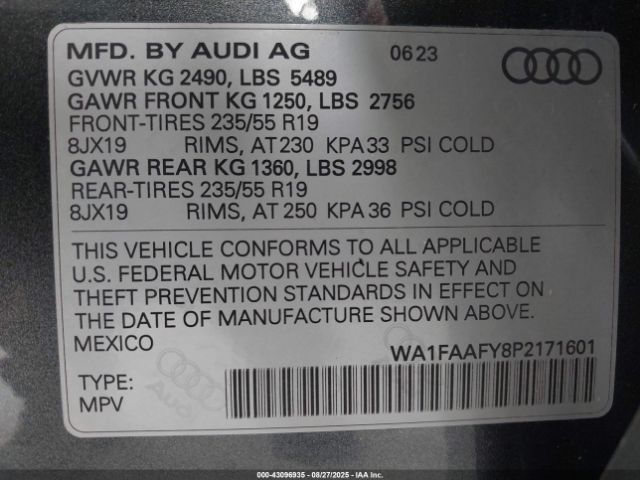 MFD. BY AUDI AG 06 23
GVWR KG 2490, LBS 5489
GAWR FRONT KG 1250, LBS 2756
FRONT-TIRES 235/55 R19
8JX19 RIMS, AT 230 KPA 33 PSI COLD
GAWR REAR KG 1360, LBS 2998
REAR-TIRES 235/55 R19
8JX19 RIMS, AT 250 KPA 36 PSI COLD
THIS VEHICLE CONFORMS TO ALL APPLICABLE
U.S. FEDERAL MOTOR VEHICLE SAFETY AND
THEFT PREVENTION STANDARDS IN EFFECT ON
THE DATE OF MANUFACTURE SHOWN ABOVE.
MEXICO WA1FAAFY8P2171601
TYPE:
MPV
Audi
Audi
000-43096935 - 08/27/2025 - IAA Corp.